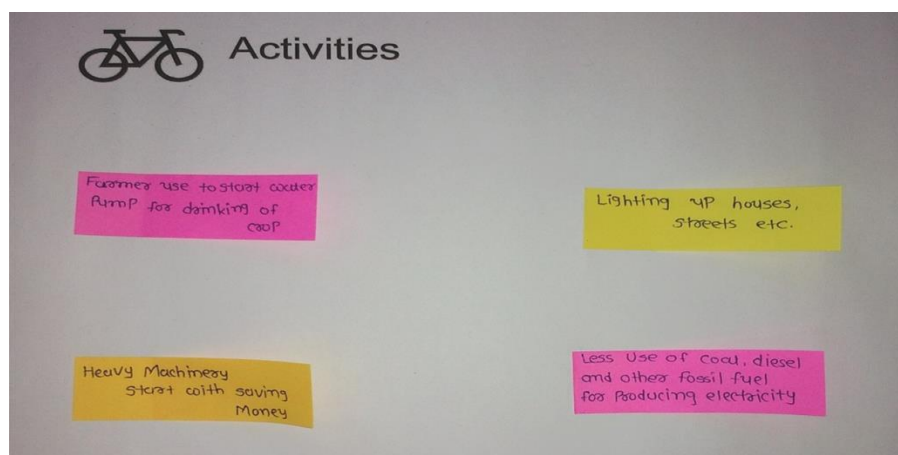 Activities
Farmer use to start water
Pump for drinking of
crop
Lighting up houses,
streets etc.
Heavy Machinery
start with saving
Money
Less Use of coal, diesel
and other fossil fuel
for Producing electricity